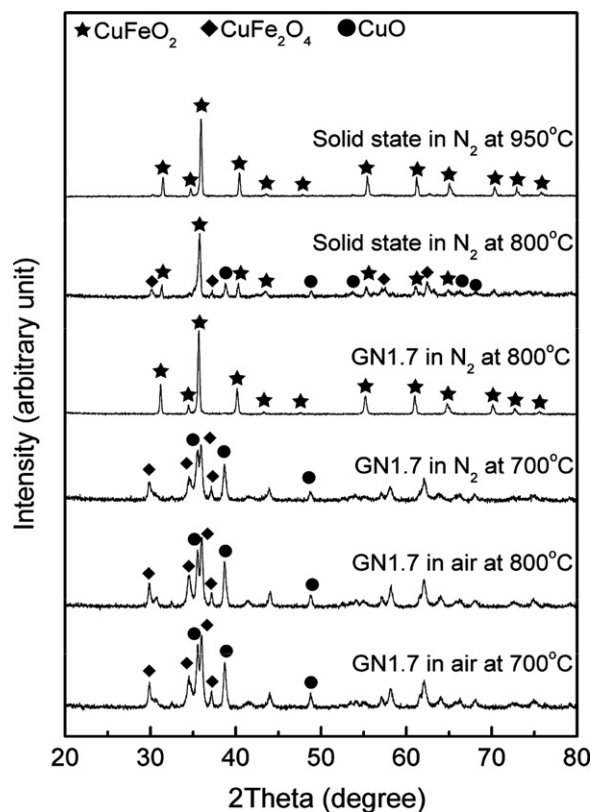 ★ CuFeO₂ ◆ CuFe₂O₄ ● CuO
Solid state in N₂ at 950°C
Solid state in N₂ at 800°C
GN1.7 in N₂ at 800°C
GN1.7 in N₂ at 700°C
GN1.7 in air at 800°C
GN1.7 in air at 700°C
Intensity (arbitrary unit)
20 30 40 50 60 70 80
2Theta (degree)